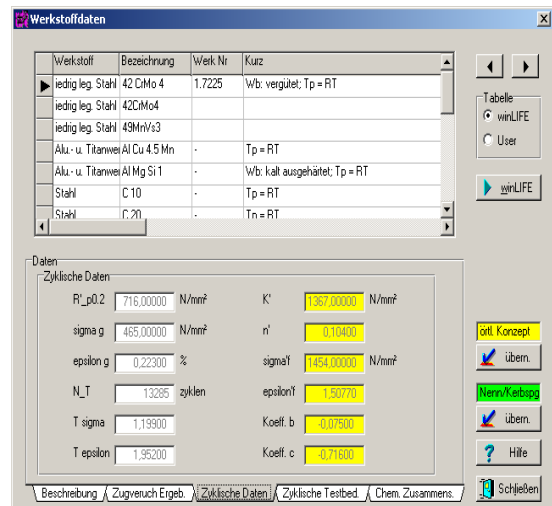 Werkstoffdaten
Werkstoff Bezeichnung Werk Nr Kurz
iedrig leg. Stahl 42 CrMo 4 1.7225 Wb: vergütet; Tp = RT
iedrig leg. Stahl 42CrMo4
iedrig leg. Stahl 49MnVs3
Alu.- u. Titanwer Al Cu 4.5 Mn - Tp = RT
Alu.- u. Titanwer Al Mg Si 1 - Wb: kalt ausgehärtet; Tp = RT
Stahl C 10 - Tp = RT
Stahl C 20 - Tp = RT
Tabelle
winLIFE
User
winLIFE
Daten
Zyklische Daten
R'_p0.2 716,00000 N/mm² K' 1367,00000 N/mm²
sigma g 465,00000 N/mm² n' 0,10400
epsilon g 0,22300 % sigma'f 1454,00000 N/mm²
N_T 13285 zyklen epsilon'f 1,50770
T sigma 1,19900 Koeff. b -0,07500
T epsilon 1,95200 Koeff. c -0,71600
örtl. Konzept
übern.
Nenn/Kerbspg
übern.
Hilfe
Schließen
Beschreibung Zugveruch Ergeb. Zyklische Daten Zyklische Testbed. Chem. Zusammens.